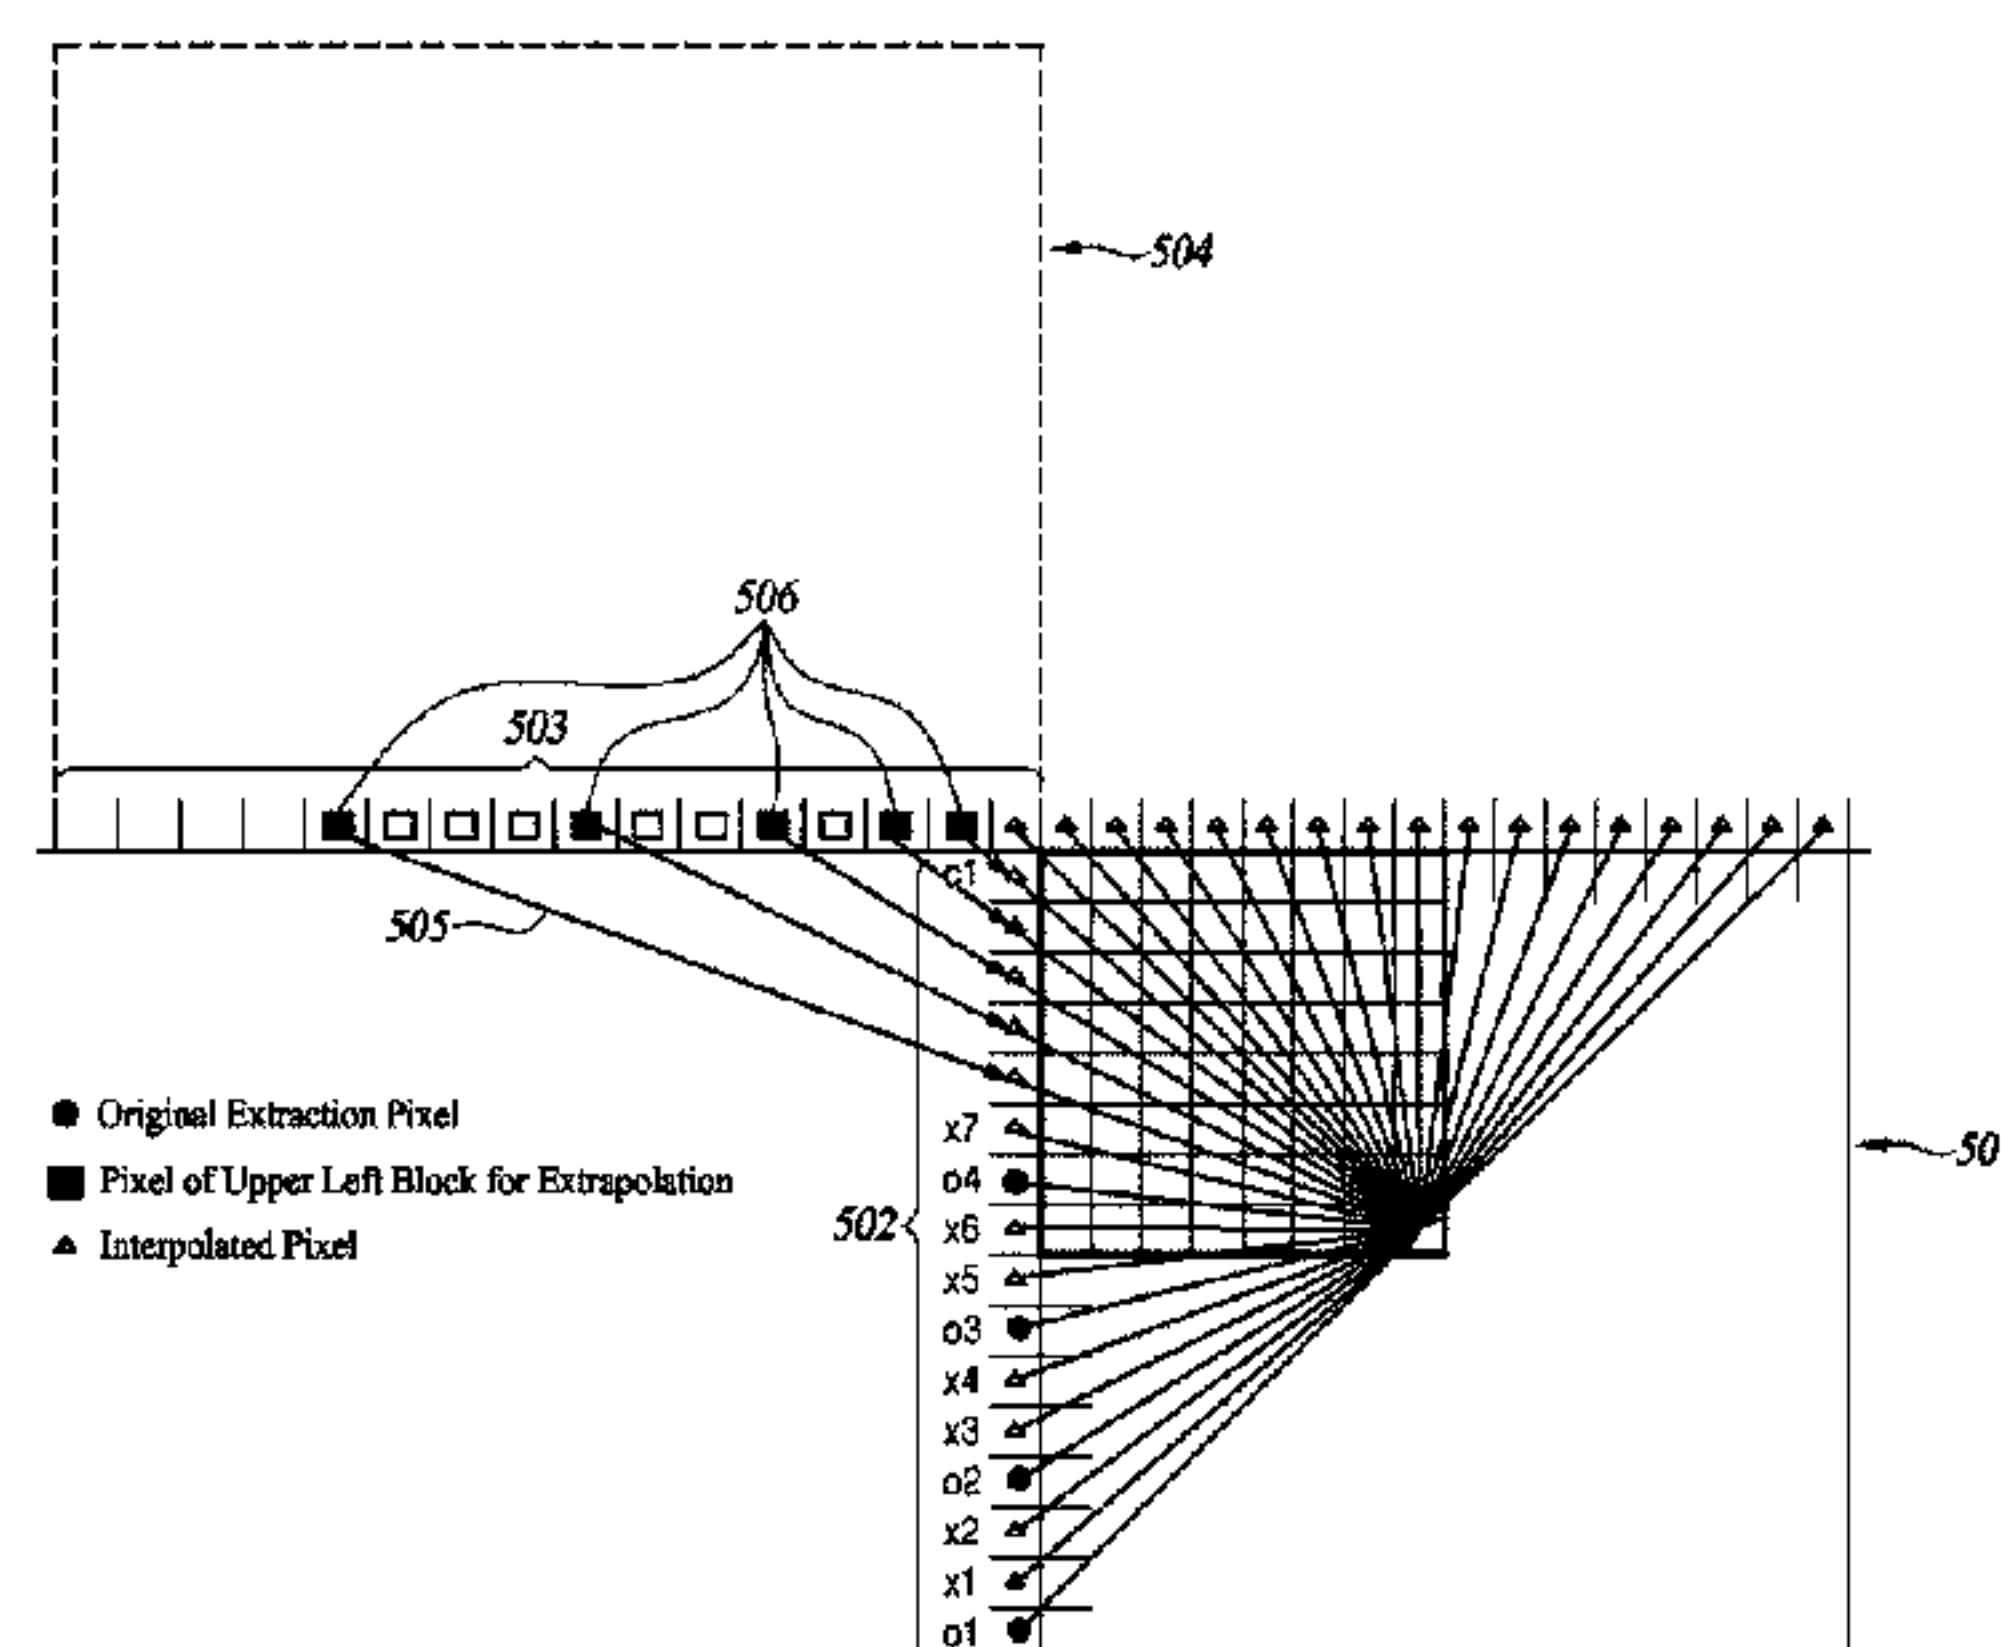 504
506
503
c1
505
x7
Original Extraction Pixel
50
o4
Pixel of Upper Left Block for Extrapolation
502
x6
Interpolated Pixel
x5
o3
x4
x3
o2
x2
x1
o1